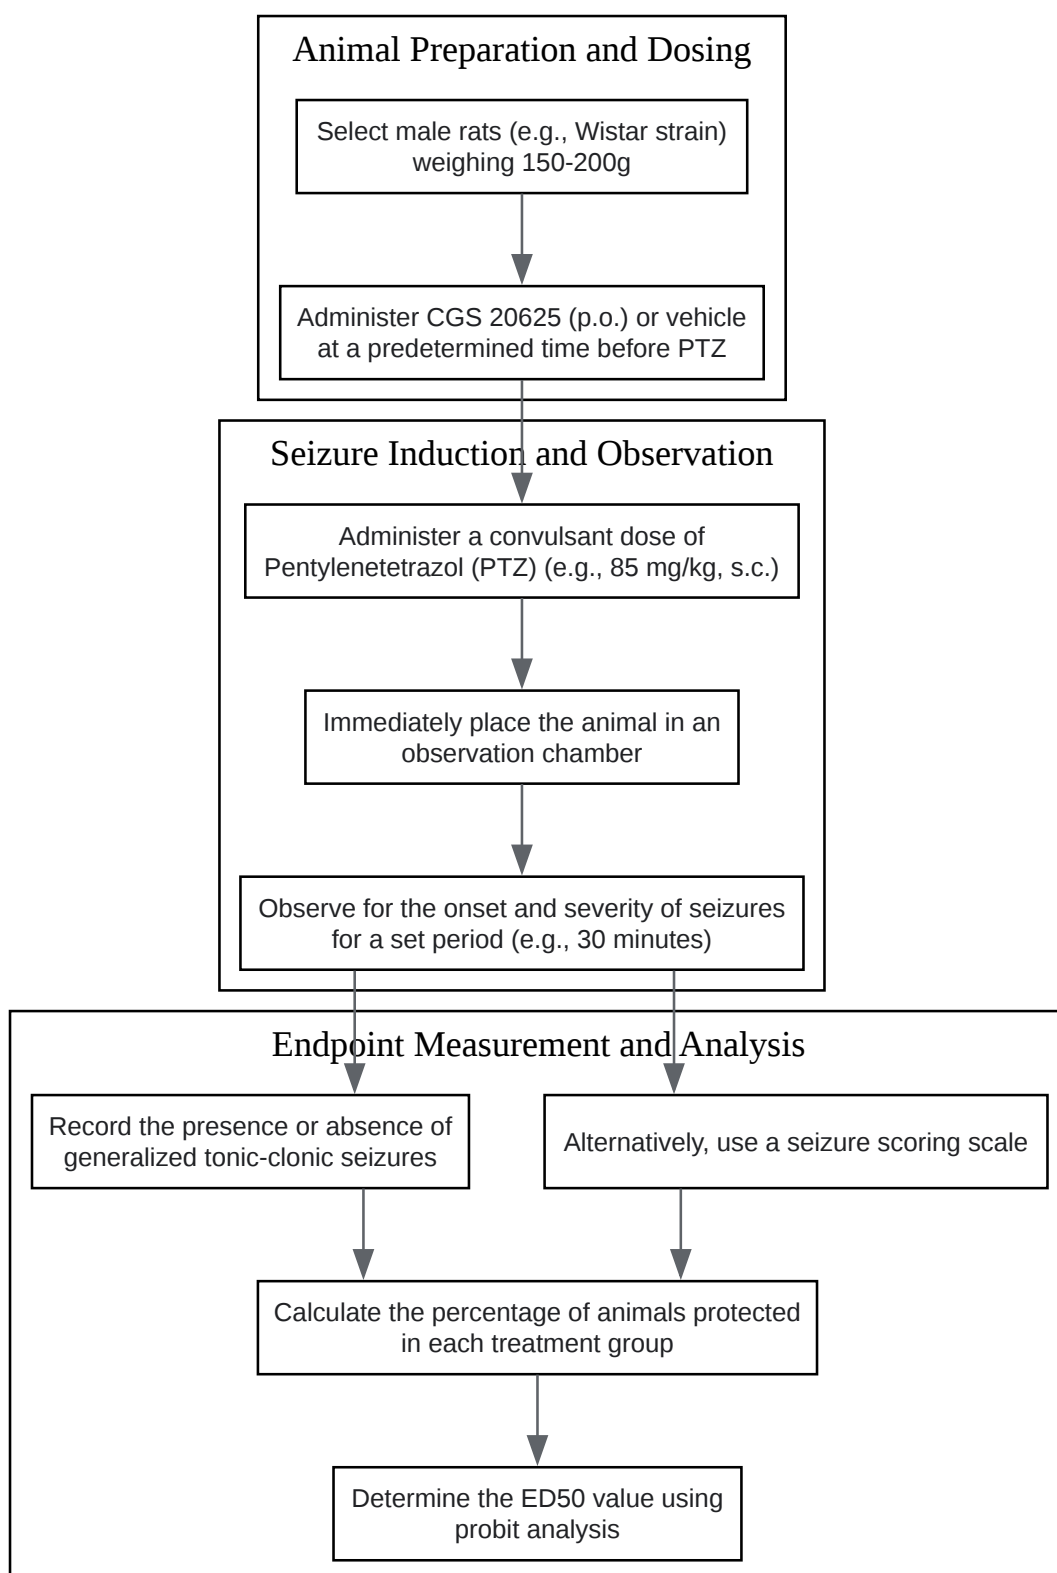 Animal Preparation and Dosing
Select male rats (e.g., Wistar strain)
weighing 150-200g
Administer CGS 20625 (p.o.) or vehicle
at a predetermined time before PTZ
Seizure Induction and Observation
Administer a convulsant dose of
Pentylenetetrazol (PTZ) (e.g., 85 mg/kg, s.c.)
Immediately place the animal in an
observation chamber
Observe for the onset and severity of seizures
for a set period (e.g., 30 minutes)
Endpoint Measurement and Analysis
Record the presence or absence of
generalized tonic-clonic seizures
Alternatively, use a seizure scoring scale
Calculate the percentage of animals protected
in each treatment group
Determine the ED50 value using
probit analysis